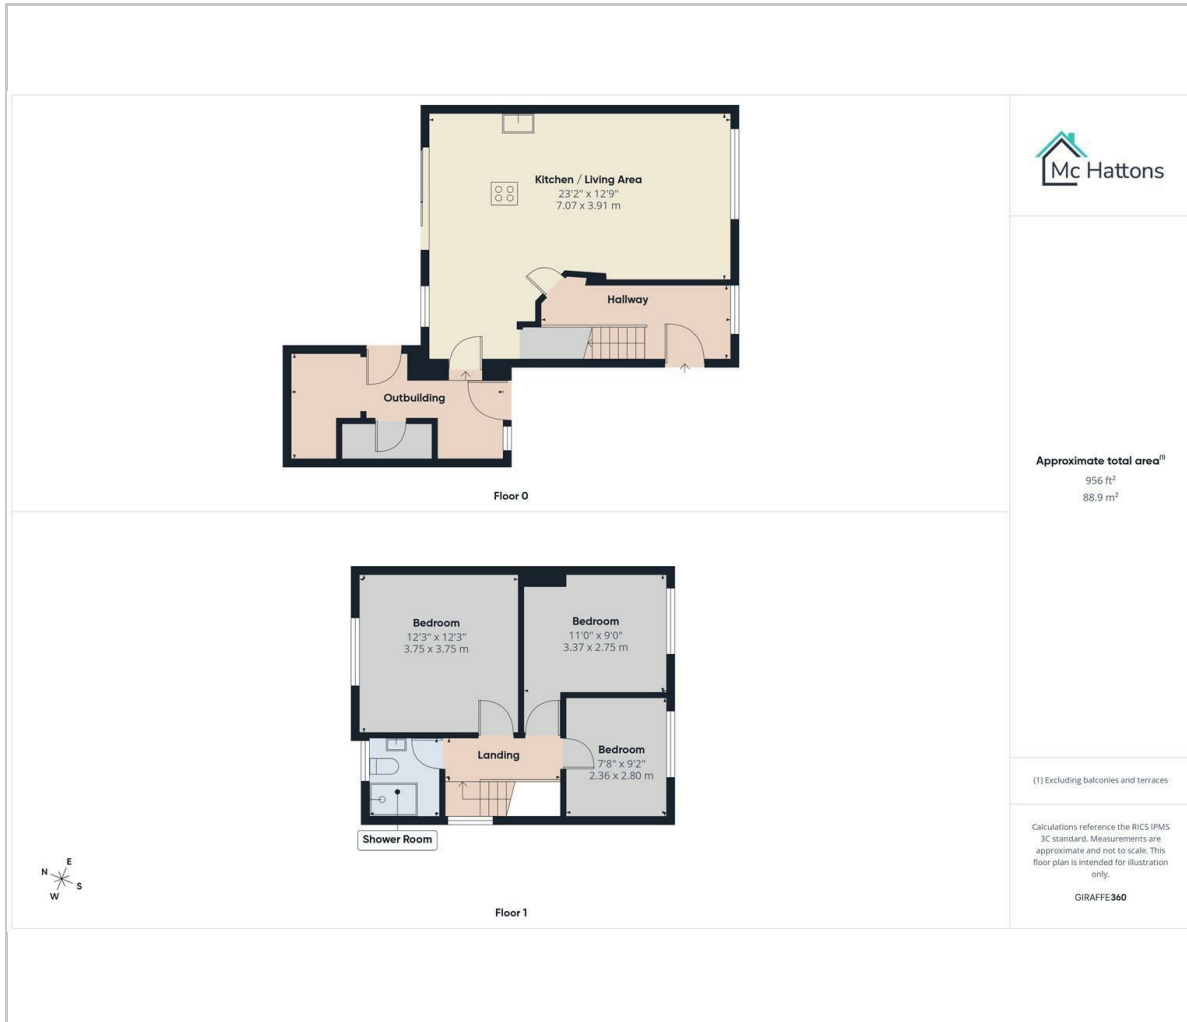 Kitchen / Living Area
23'2" x 12'9"
7.07 x 3.91 m
Hallway
Outbuilding
Floor 0
Mc Hattons
Approximate total area(1)
956 ft²
88.9 m²
Bedroom
12'3" x 12'3"
3.75 x 3.75 m
Bedroom
11'0" x 9'0"
3.37 x 2.75 m
Landing
Bedroom
7'8" x 9'2"
2.36 x 2.80 m
Shower Room
N
E
S
W
Floor 1
(1) Excluding balconies and terraces
Calculations reference the RICS IPMS
3C standard. Measurements are
approximate and not to scale. This
floor plan is intended for illustration
only.
GIRAFFE360